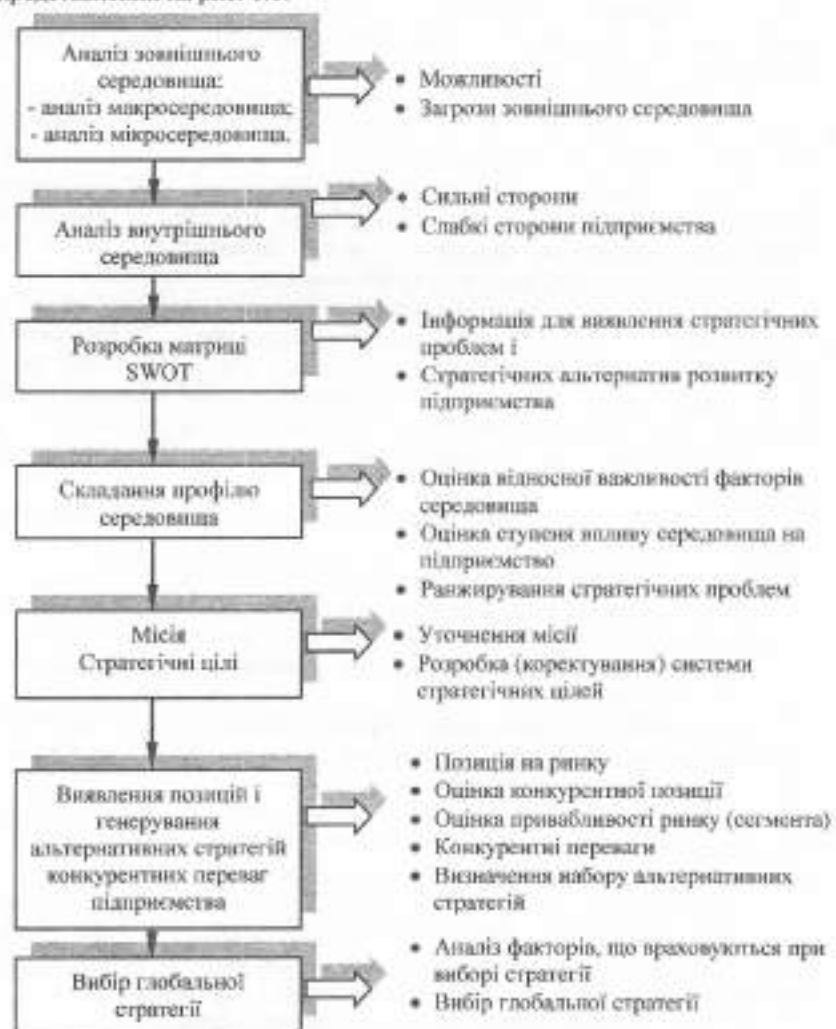 Аналіз зовнішнього
середовища:
- аналіз макросередовища;
- аналіз мікросередовища.
• Можливості
• Загрози зовнішнього середовища
Аналіз внутрішнього
середовища
• Сильні сторони
• Слабкі сторони підприємства
Розробка матриці
SWOT
• Інформація для виявлення стратегічних
проблем і
• Стратегічних альтернатив розвитку
підприємства
Складання профілю
середовища
• Оцінка відносної важливості факторів
середовища
• Оцінка ступеня впливу середовища на
підприємство
• Ранжирування стратегічних проблем
Місія
Стратегічні цілі
• Уточнення місії
• Розробка (коректування) системи
стратегічних цілей
Виявлення позицій і
генерування
альтернативних стратегій
конкурентних переваг
підприємства
• Позиція на ринку
• Оцінка конкурентної позиції
• Оцінка привабливості ринку (сегмента)
• Конкурентні переваги
• Визначення набору альтернативних
стратегій
Вибір глобальної
стратегії
• Аналіз факторів, що враховуються при
виборі стратегії
• Вибір глобальної стратегії